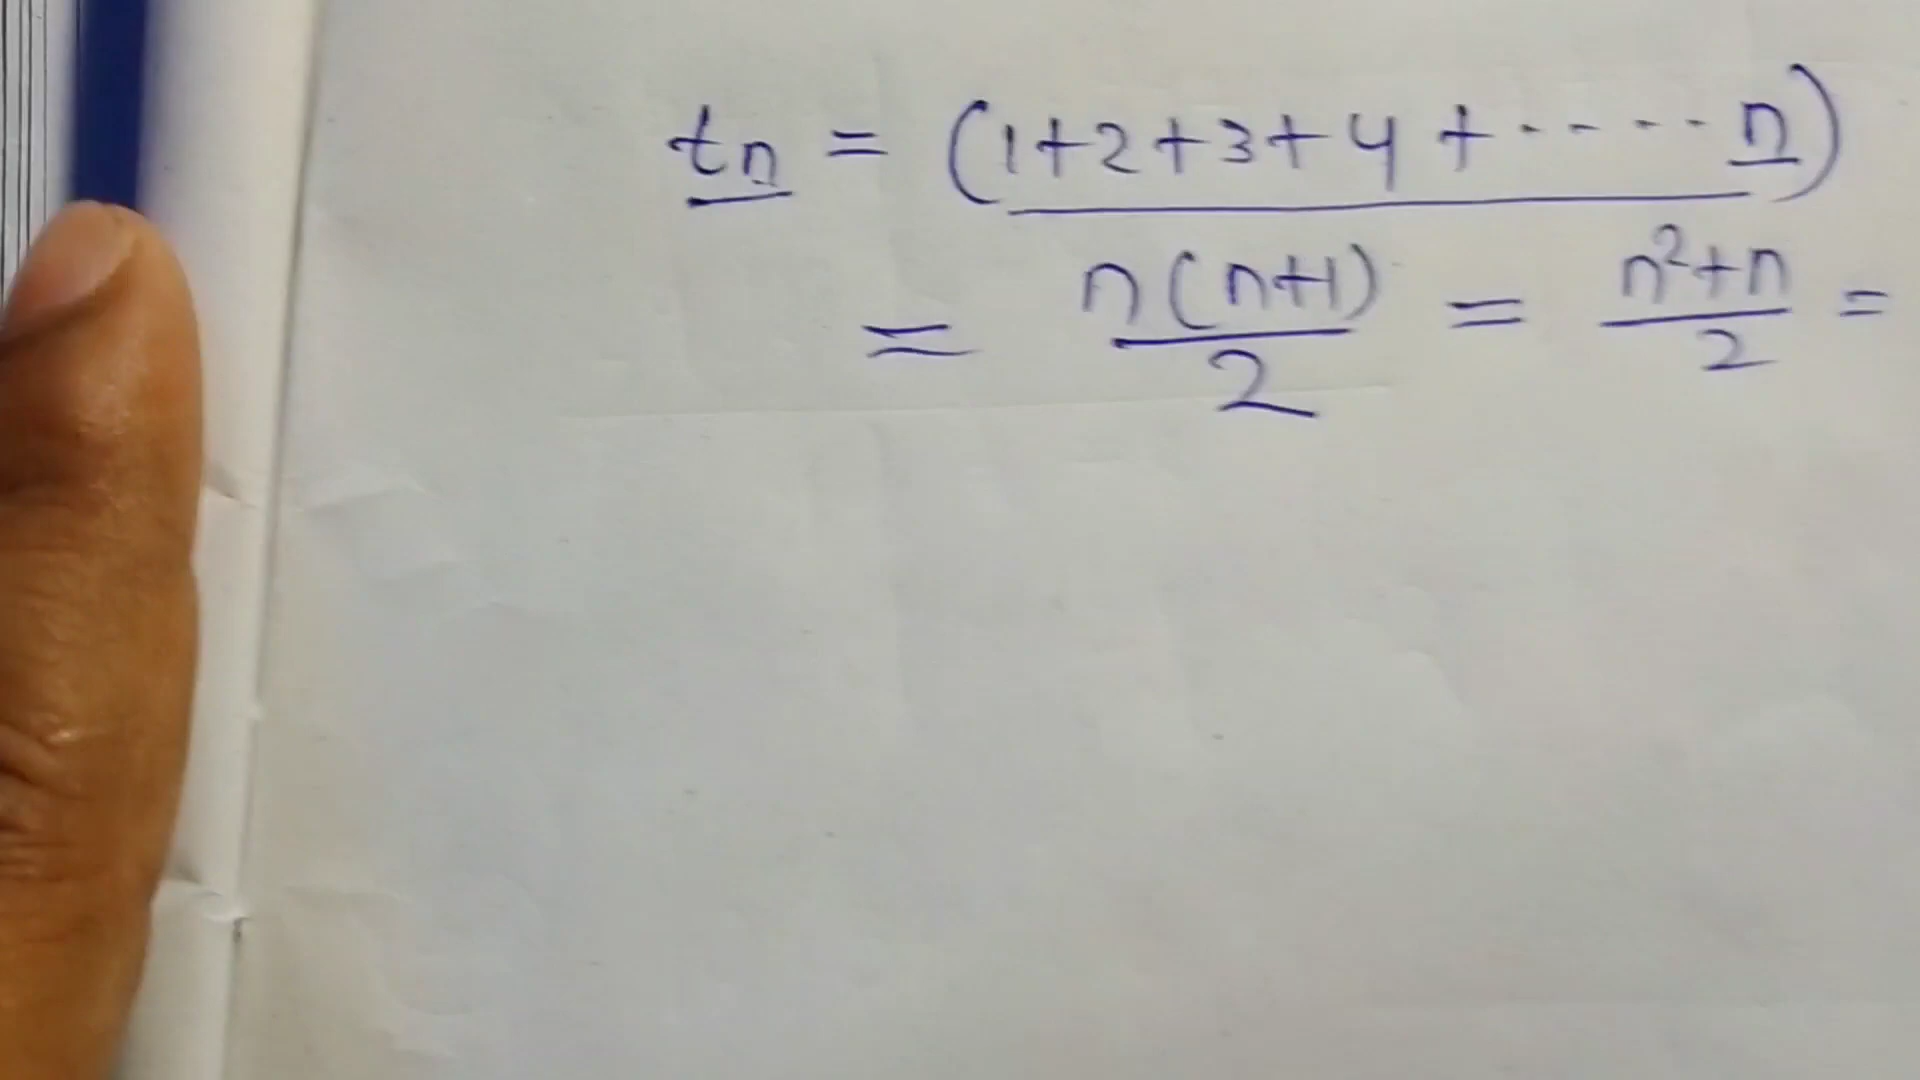 tn = (1+2+3+4+ ..... n)
= n(n+1)/2 = n²+n/2 =